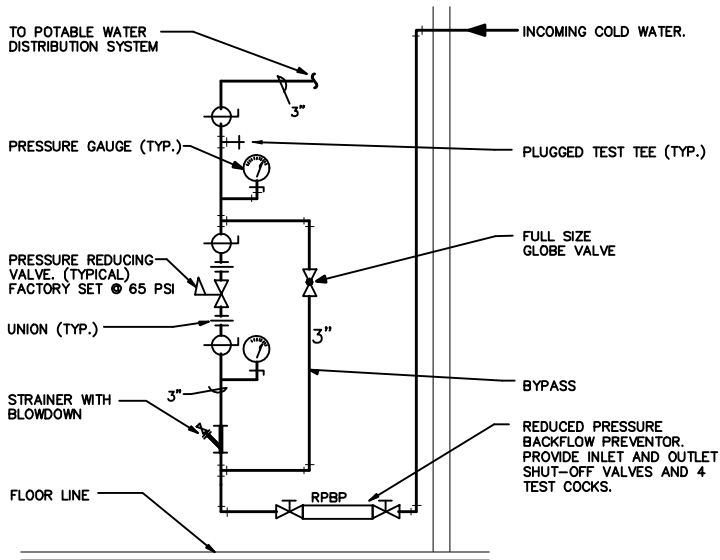 TO POTABLE WATER
DISTRIBUTION SYSTEM
INCOMING COLD WATER.
3"
PRESSURE GAUGE (TYP.)
PLUGGED TEST TEE (TYP.)
FULL SIZE
GLOBE VALVE
PRESSURE REDUCING
VALVE. (TYPICAL)
FACTORY SET @ 65 PSI
UNION (TYP.)
3"
BYPASS
3"
STRAINER WITH
BLOWDOWN
REDUCED PRESSURE
BACKFLOW PREVENTOR.
PROVIDE INLET AND OUTLET
SHUT-OFF VALVES AND 4
TEST COCKS.
RPBP
FLOOR LINE